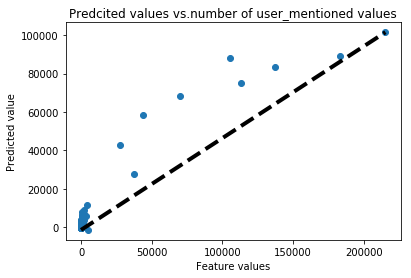 Predcited values vs.number of user_mentioned values
100000
80000
60000
40000
20000
0
Predicted value
0 50000 100000 150000 200000
Feature values